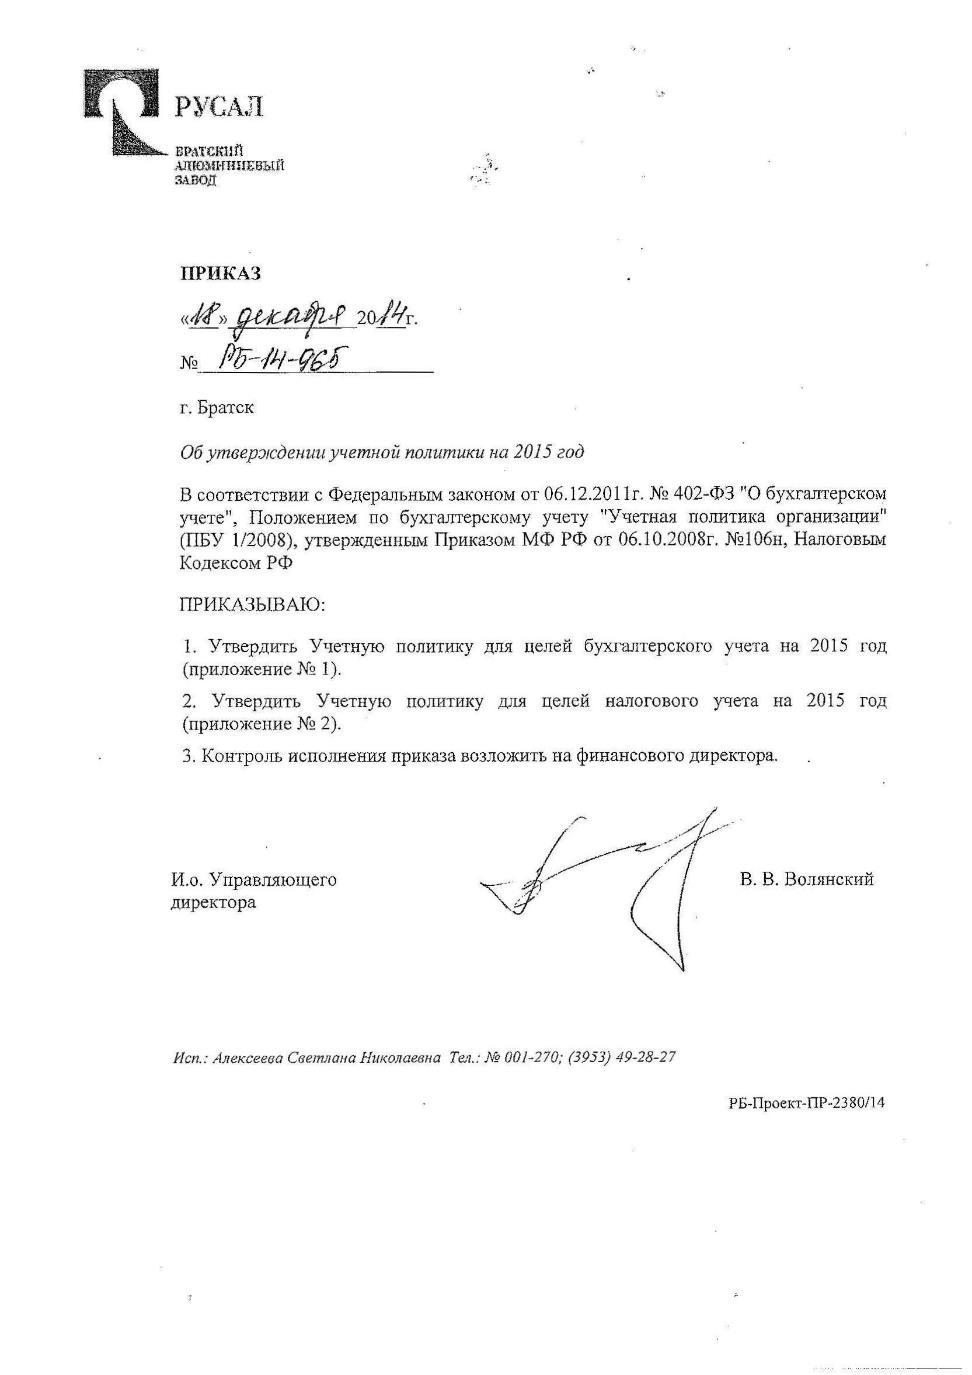 РУСАЛ
БРАТСКИЙ
АЛЮМИНИЕВЫЙ
ЗАВОД
ПРИКАЗ
«18» декабря 2014г.
№ РБ-14-965
г. Братск
Об утверждении учетной политики на 2015 год
В соответствии с Федеральным законом от 06.12.2011г. № 402-ФЗ "О бухгалтерском
учете", Положением по бухгалтерскому учету "Учетная политика организации"
(ПБУ 1/2008), утвержденным Приказом МФ РФ от 06.10.2008г. №106н, Налоговым
Кодексом РФ
ПРИКАЗЫВАЮ:
1. Утвердить Учетную политику для целей бухгалтерского учета на 2015 год
(приложение № 1).
2. Утвердить Учетную политику для целей налогового учета на 2015 год
(приложение № 2).
3. Контроль исполнения приказа возложить на финансового директора.
И.о. Управляющего
директора
В. В. Волянский
Исп.: Алексеева Светлана Николаевна Тел.: № 001-270; (3953) 49-28-27
РБ-Проект-ПР-2380/14